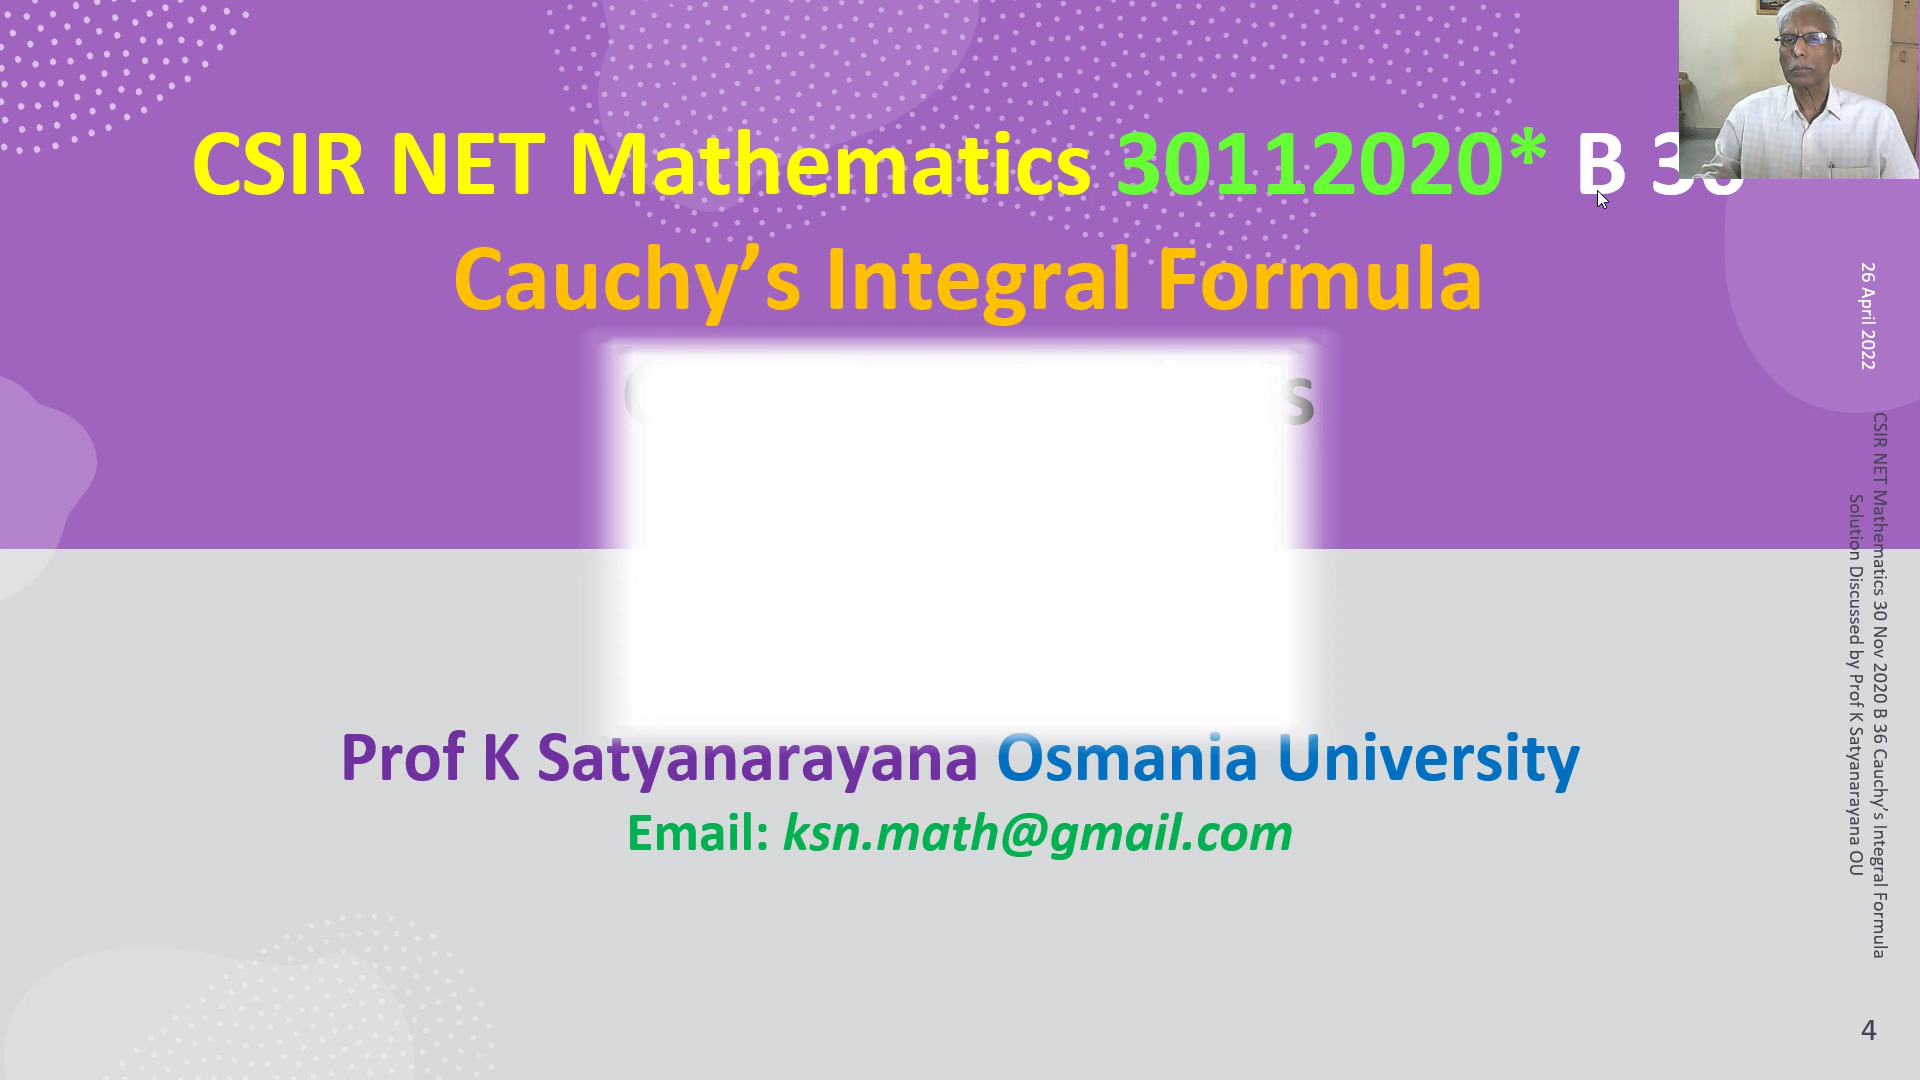 CSIR NET Mathematics 30112020* B 36
Cauchy’s Integral Formula
Prof K Satyanarayana Osmania University
Email: ksn.math@gmail.com
26 April 2022
CSIR NET Mathematics 30 Nov 2020 B 36 Cauchy’s Integral Formula
Solution Discussed by Prof K Satyanarayana OU
4